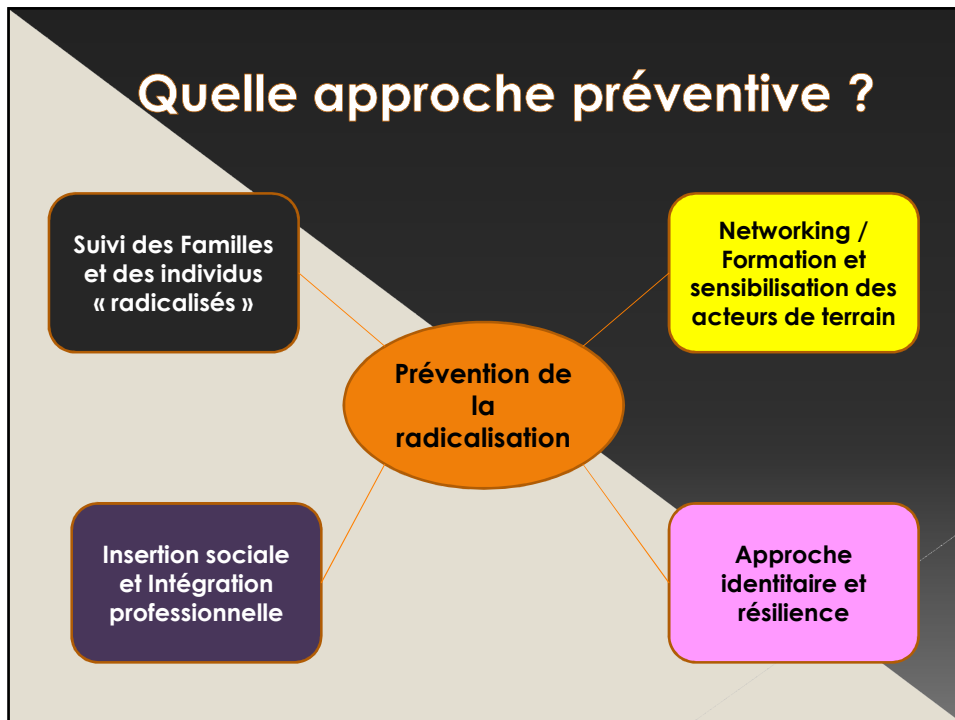 Quelle approche préventive ?
Suivi des Familles
et des individus
« radicalisés »
Networking /
Formation et
sensibilisation des
acteurs de terrain
Prévention de
la
radicalisation
Insertion sociale
et Intégration
professionnelle
Approche
identitaire et
résilience